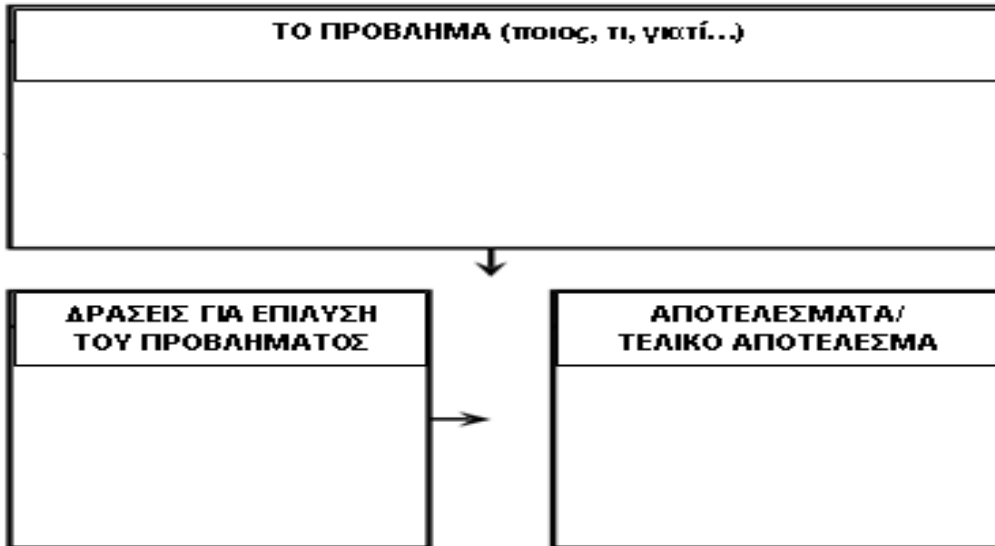 ΤΟ ΠΡΟΒΛΗΜΑ (ποιος, τι, γιατί...)
ΔΡΑΣΕΙΣ ΓΙΑ ΕΠΙΛΥΣΗ
ΤΟΥ ΠΡΟΒΛΗΜΑΤΟΣ
ΑΠΟΤΕΛΕΣΜΑΤΑ/
ΤΕΛΙΚΟ ΑΠΟΤΕΛΕΣΜΑ